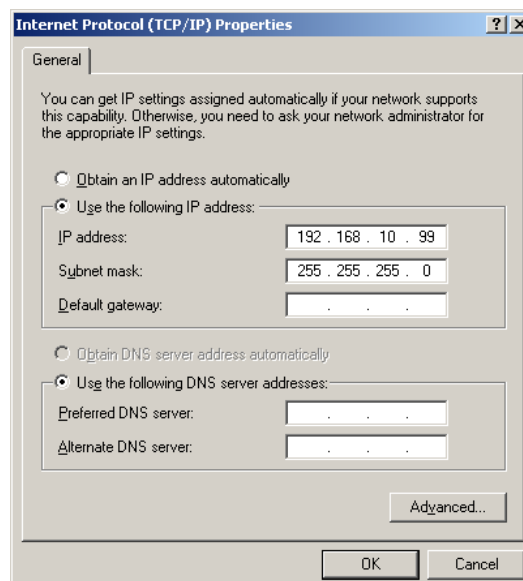 Internet Protocol (TCP/IP) Properties
General
You can get IP settings assigned automatically if your network supports
this capability. Otherwise, you need to ask your network administrator for
the appropriate IP settings.
Obtain an IP address automatically
Use the following IP address:
IP address: 192 . 168 . 10 . 99
Subnet mask: 255 . 255 . 255 . 0
Default gateway: . . .
Obtain DNS server address automatically
Use the following DNS server addresses:
Preferred DNS server: . . .
Alternate DNS server: . . .
Advanced...
OK Cancel